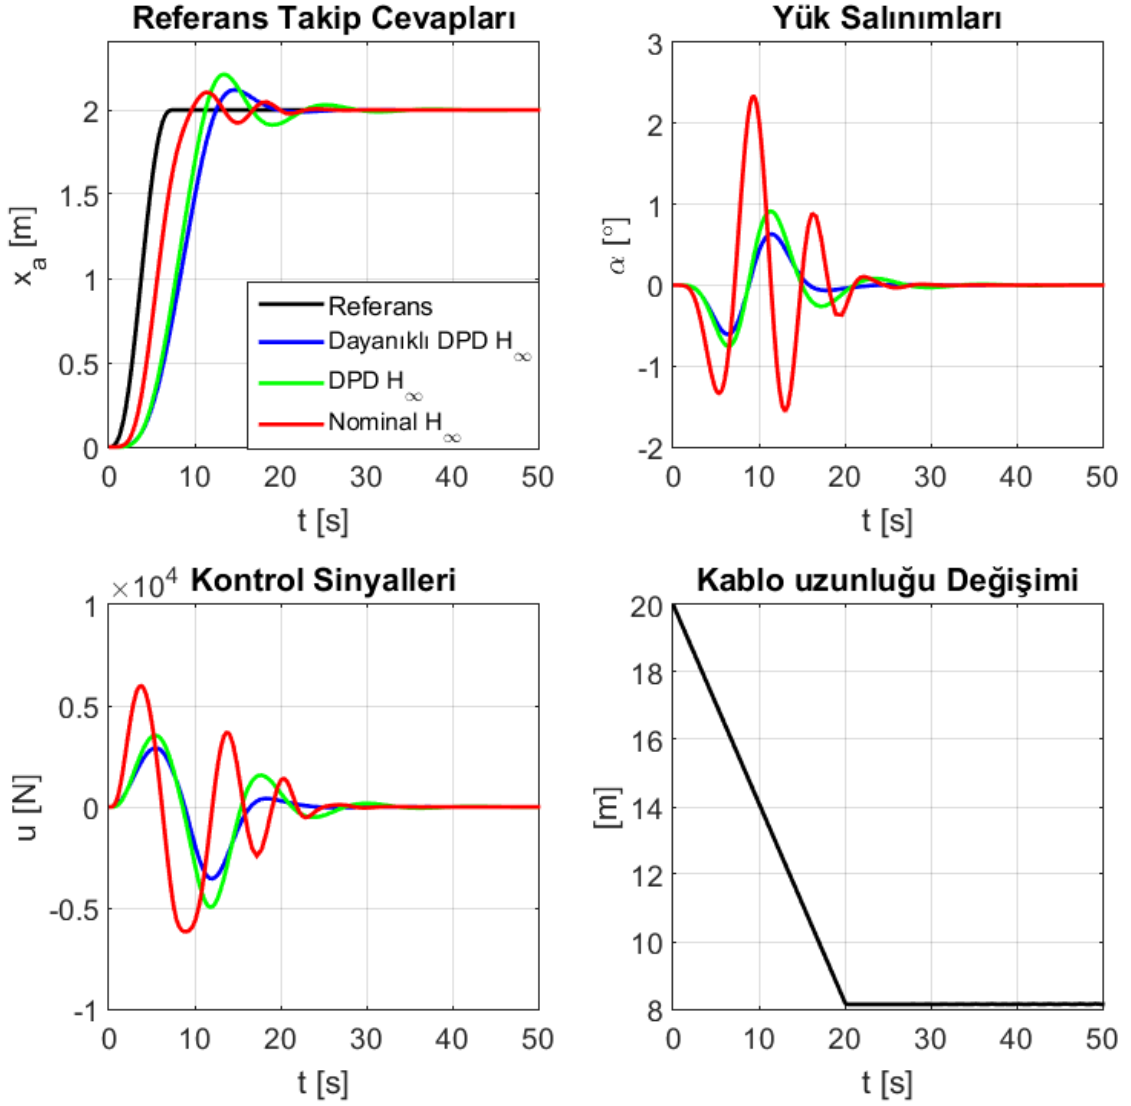 Referans Takip Cevapları
x_a [m]
2
1.5
1
0.5
0
0 10 20 30 40 50
t [s]
Referans
Dayanıklı DPD H_∞
DPD H_∞
Nominal H_∞
Yük Salınımları
α [°]
3
2
1
0
-1
-2
0 10 20 30 40 50
t [s]
Kontrol Sinyalleri
×10^4
u [N]
1
0.5
0
-0.5
-1
0 10 20 30 40 50
t [s]
Kablo uzunluğu Değişimi
[m]
20
18
16
14
12
10
8
0 10 20 30 40 50
t [s]